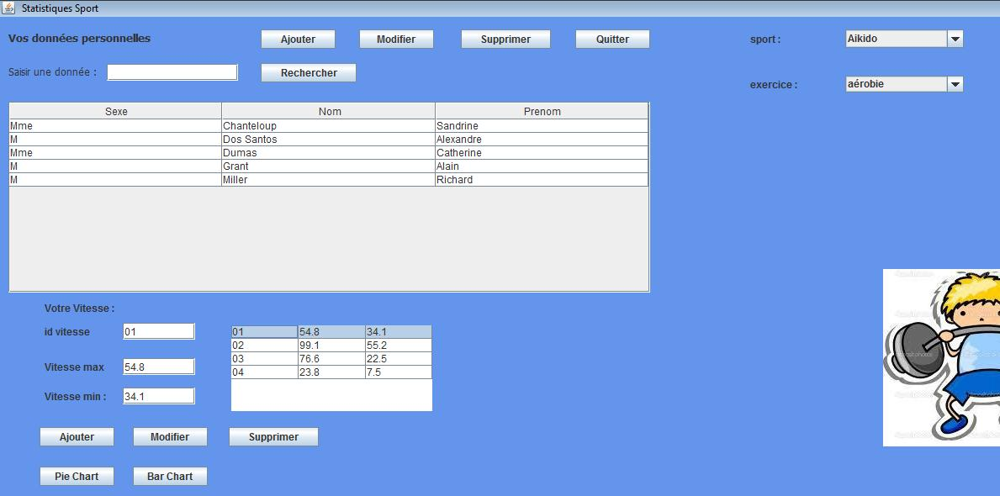 Statistiques Sport
Vos données personnelles
Ajouter Modifier Supprimer Quitter
sport : Aikido
Saisir une donnée : Rechercher
exercice : aérobie
Sexe Nom Prenom
Mme Chanteloup Sandrine
M Dos Santos Alexandre
Mme Dumas Catherine
M Grant Alain
M Miller Richard
Votre Vitesse :
id vitesse 01
Vitesse max 54.8
Vitesse min : 34.1
01 54.8 34.1
02 99.1 55.2
03 76.6 22.5
04 23.8 7.5
Ajouter Modifier Supprimer
Pie Chart Bar Chart